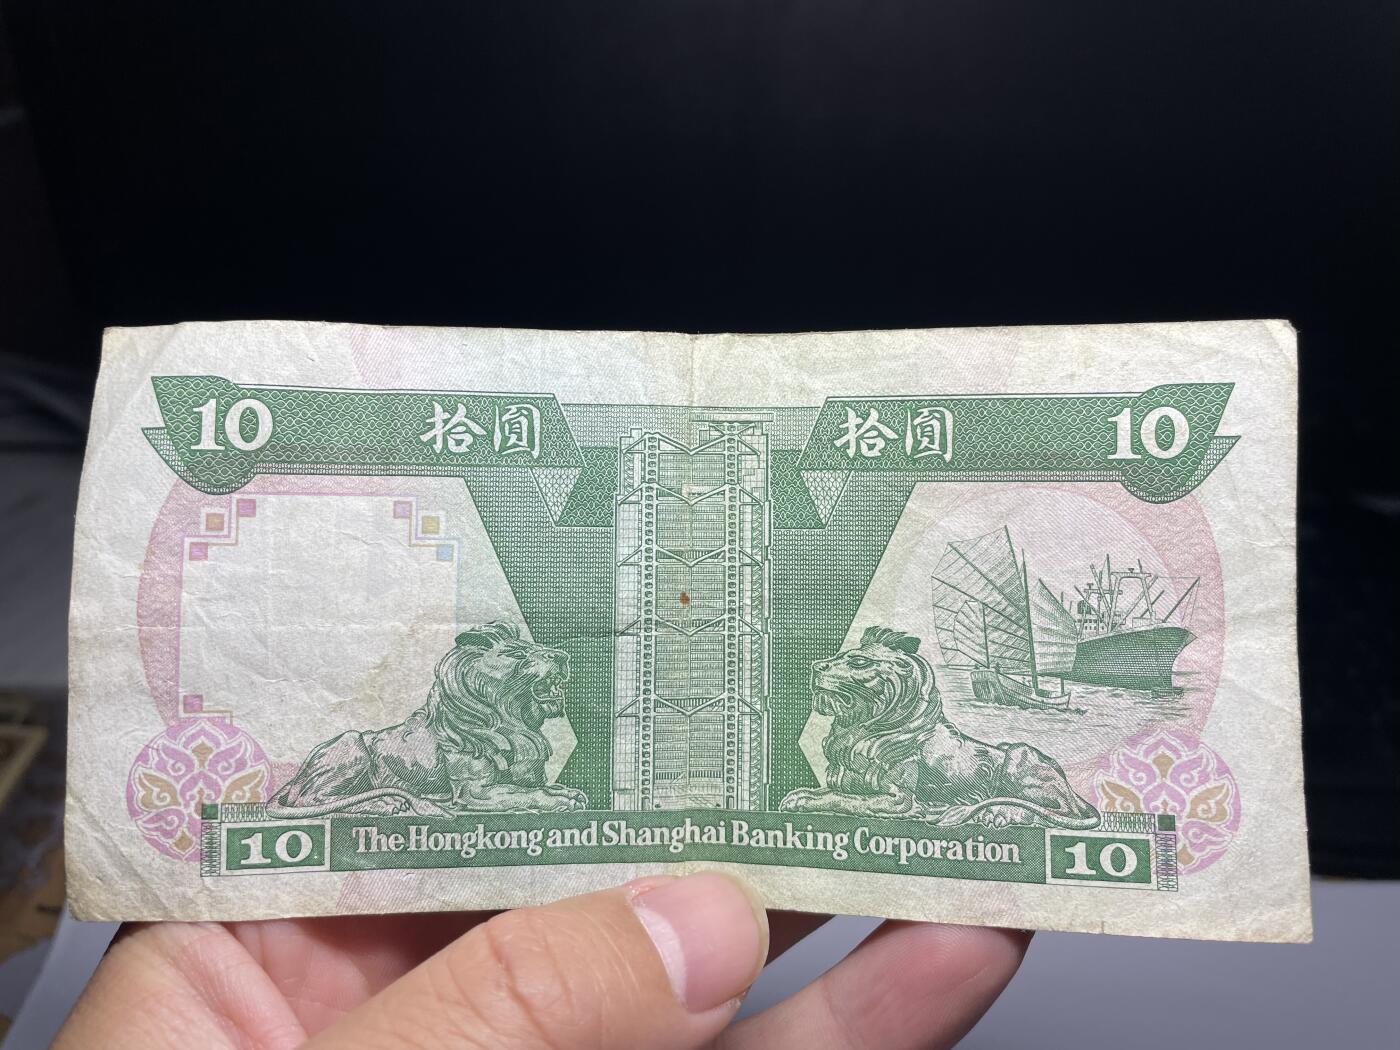 10 拾圓 拾圓 10
10 The Hongkong and Shanghai Banking Corporation 10